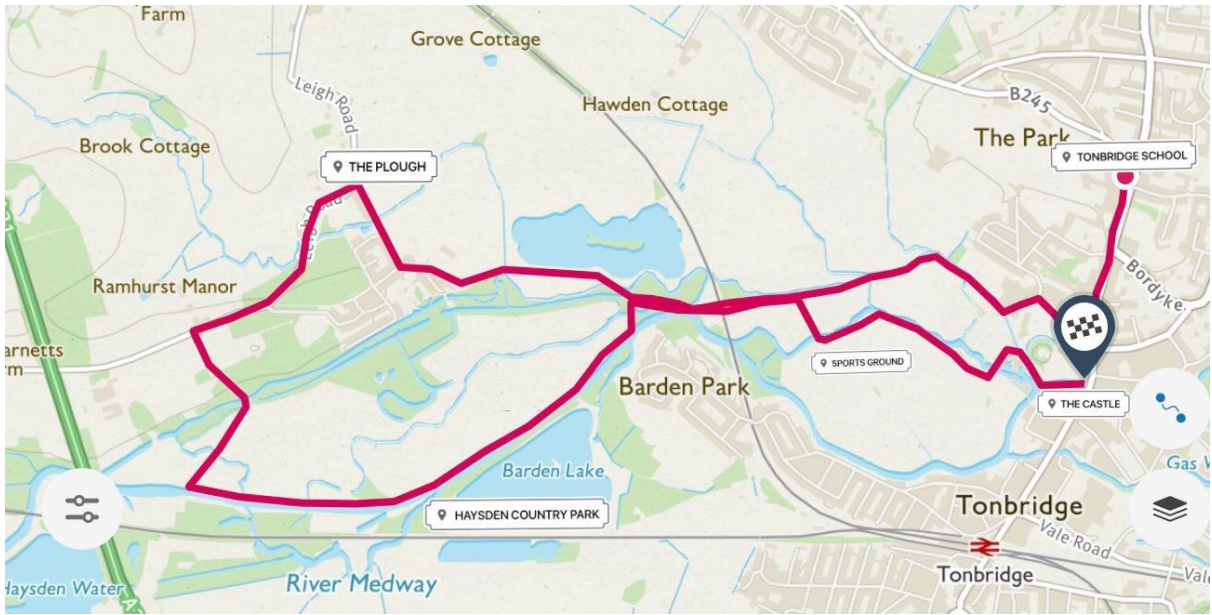 Farm
Grove Cottage
Leigh Road
Hawden Cottage
B245
The Park
Brook Cottage
THE PLOUGH
TONBRIDGE SCHOOL
Leigh Road
Bordyke
Ramhurst Manor
arnetts
rm
SPORTS GROUND
Barden Park
THE CASTLE
Barden Lake
Gas W
HAYSDEN COUNTRY PARK
Tonbridge
Vale Road
Vale
River Medway
Tonbridge
Haysden Water
A